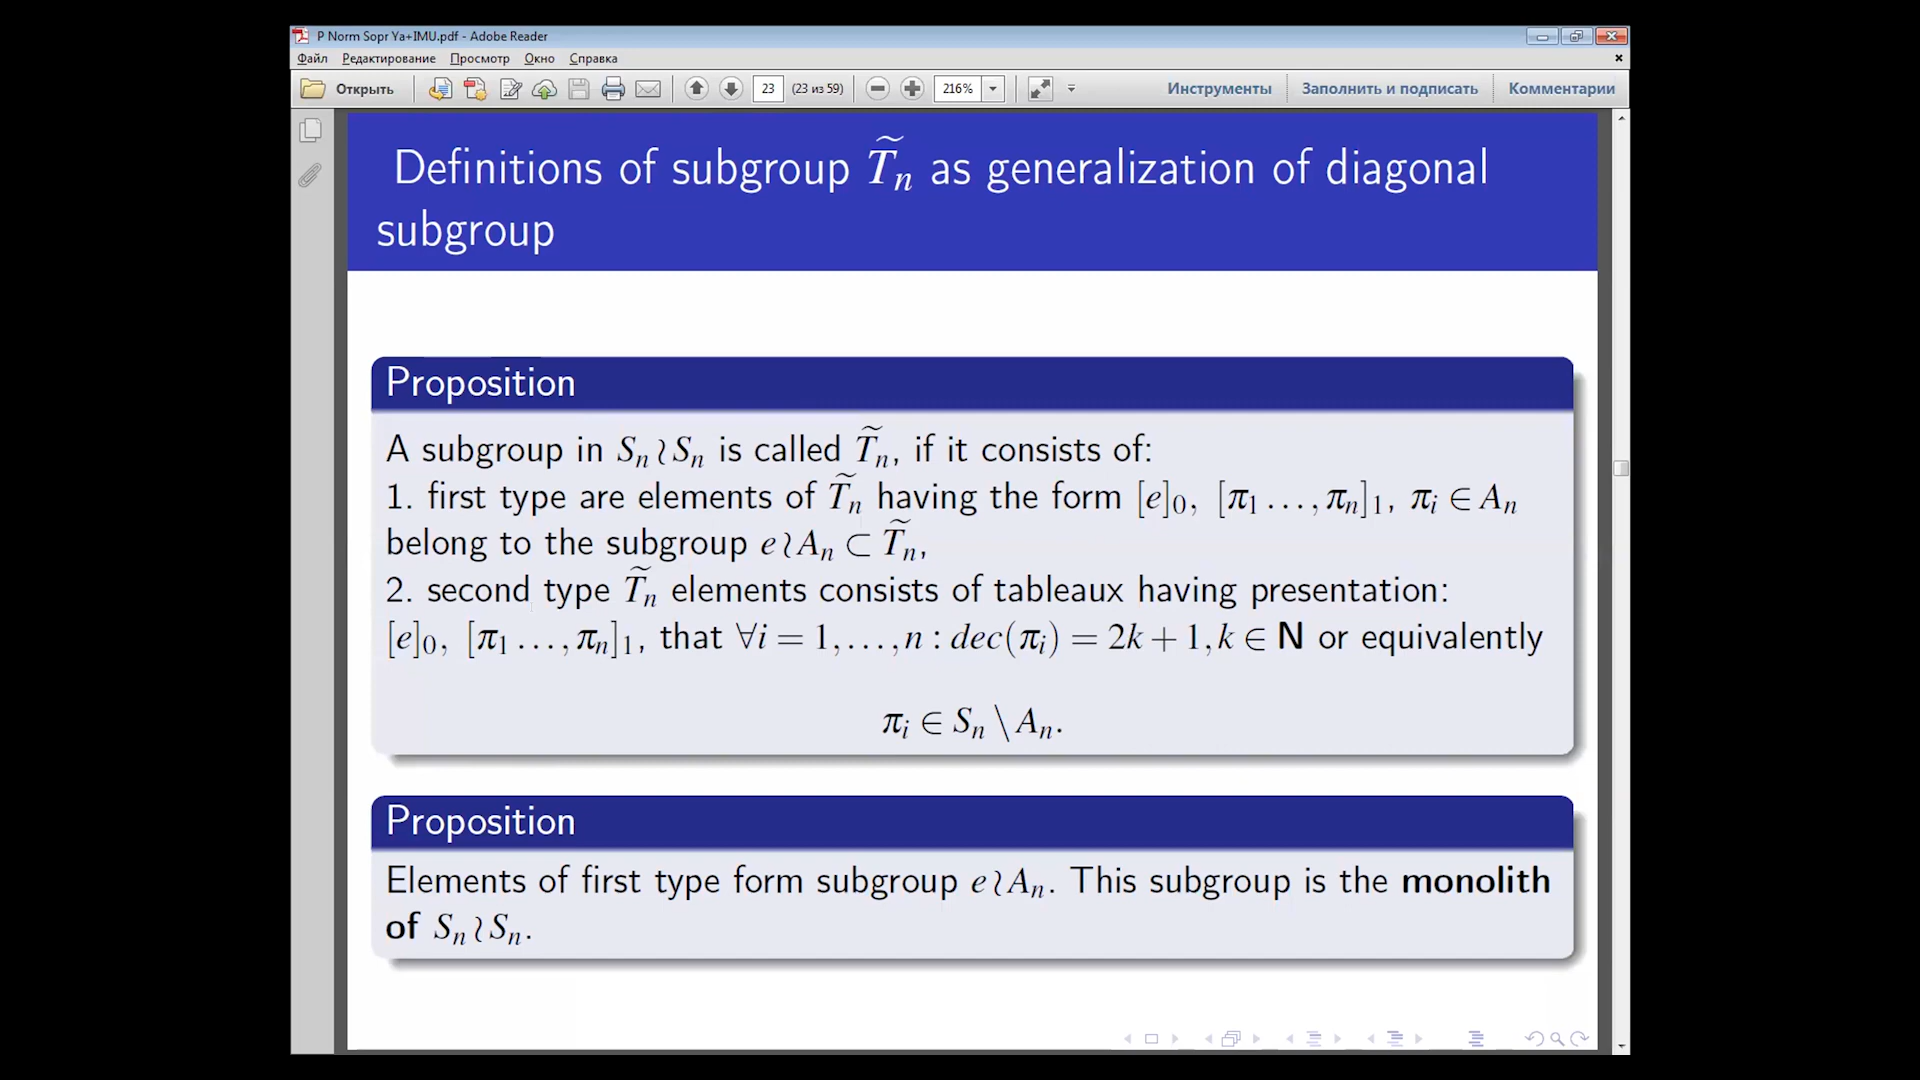 P Norm Sopr Ya+IMU.pdf - Adobe Reader
Файл Редактирование Просмотр Окно Справка
Открыть 23 (23 из 59) 216% Инструменты Заполнить и подписать Комментарии
Definitions of subgroup T̃ₙ as generalization of diagonal
subgroup
Proposition
A subgroup in Sₙ ≀ Sₙ is called T̃ₙ, if it consists of:
1. first type are elements of T̃ₙ having the form [e]₀, [π₁ …, πₙ]₁, πᵢ ∈ Aₙ
belong to the subgroup e ≀ Aₙ ⊂ T̃ₙ,
2. second type T̃ₙ elements consists of tableaux having presentation:
[e]₀, [π₁ …, πₙ]₁, that ∀i = 1, …, n : dec(πᵢ) = 2k + 1, k ∈ N or equivalently
πᵢ ∈ Sₙ \ Aₙ.
Proposition
Elements of first type form subgroup e ≀ Aₙ. This subgroup is the monolith
of Sₙ ≀ Sₙ.